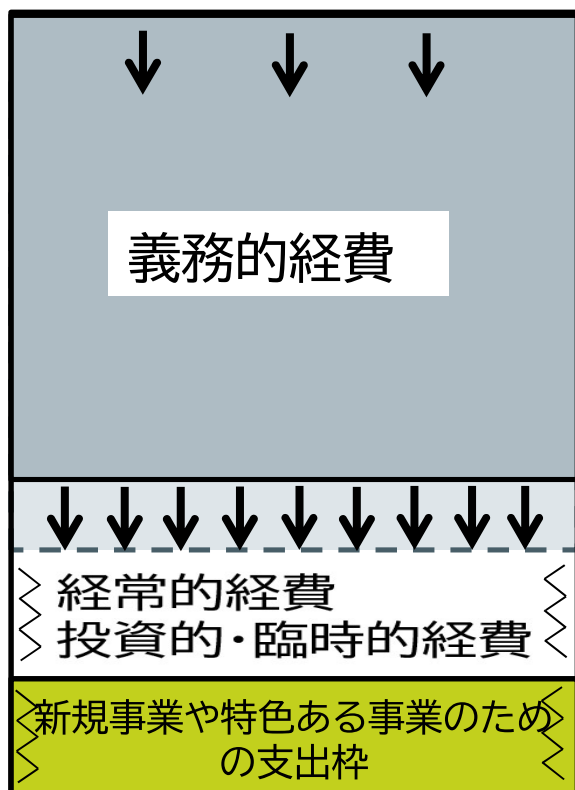 義務的経費
経常的経費
投資的・臨時的経費
新規事業や特色ある事業のため
の支出枠